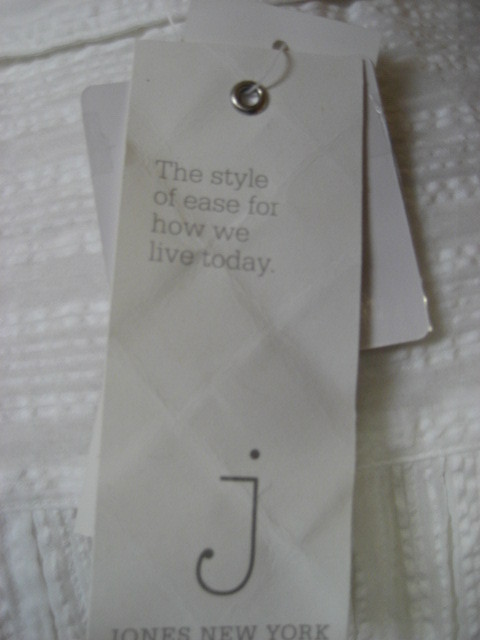 The style
of ease for
how we
live today.
j
JONES NEW YORK